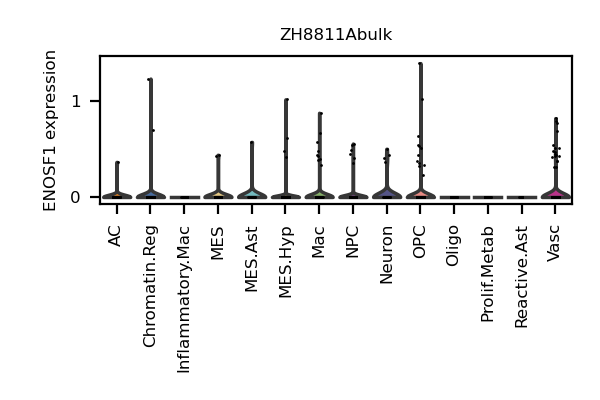 ZH8811Abulk
ENOSF1 expression
1
0
AC
Chromatin.Reg
Inflammatory.Mac
MES
MES.Ast
MES.Hyp
Mac
NPC
Neuron
OPC
Oligo
Prolif.Metab
Reactive.Ast
Vasc